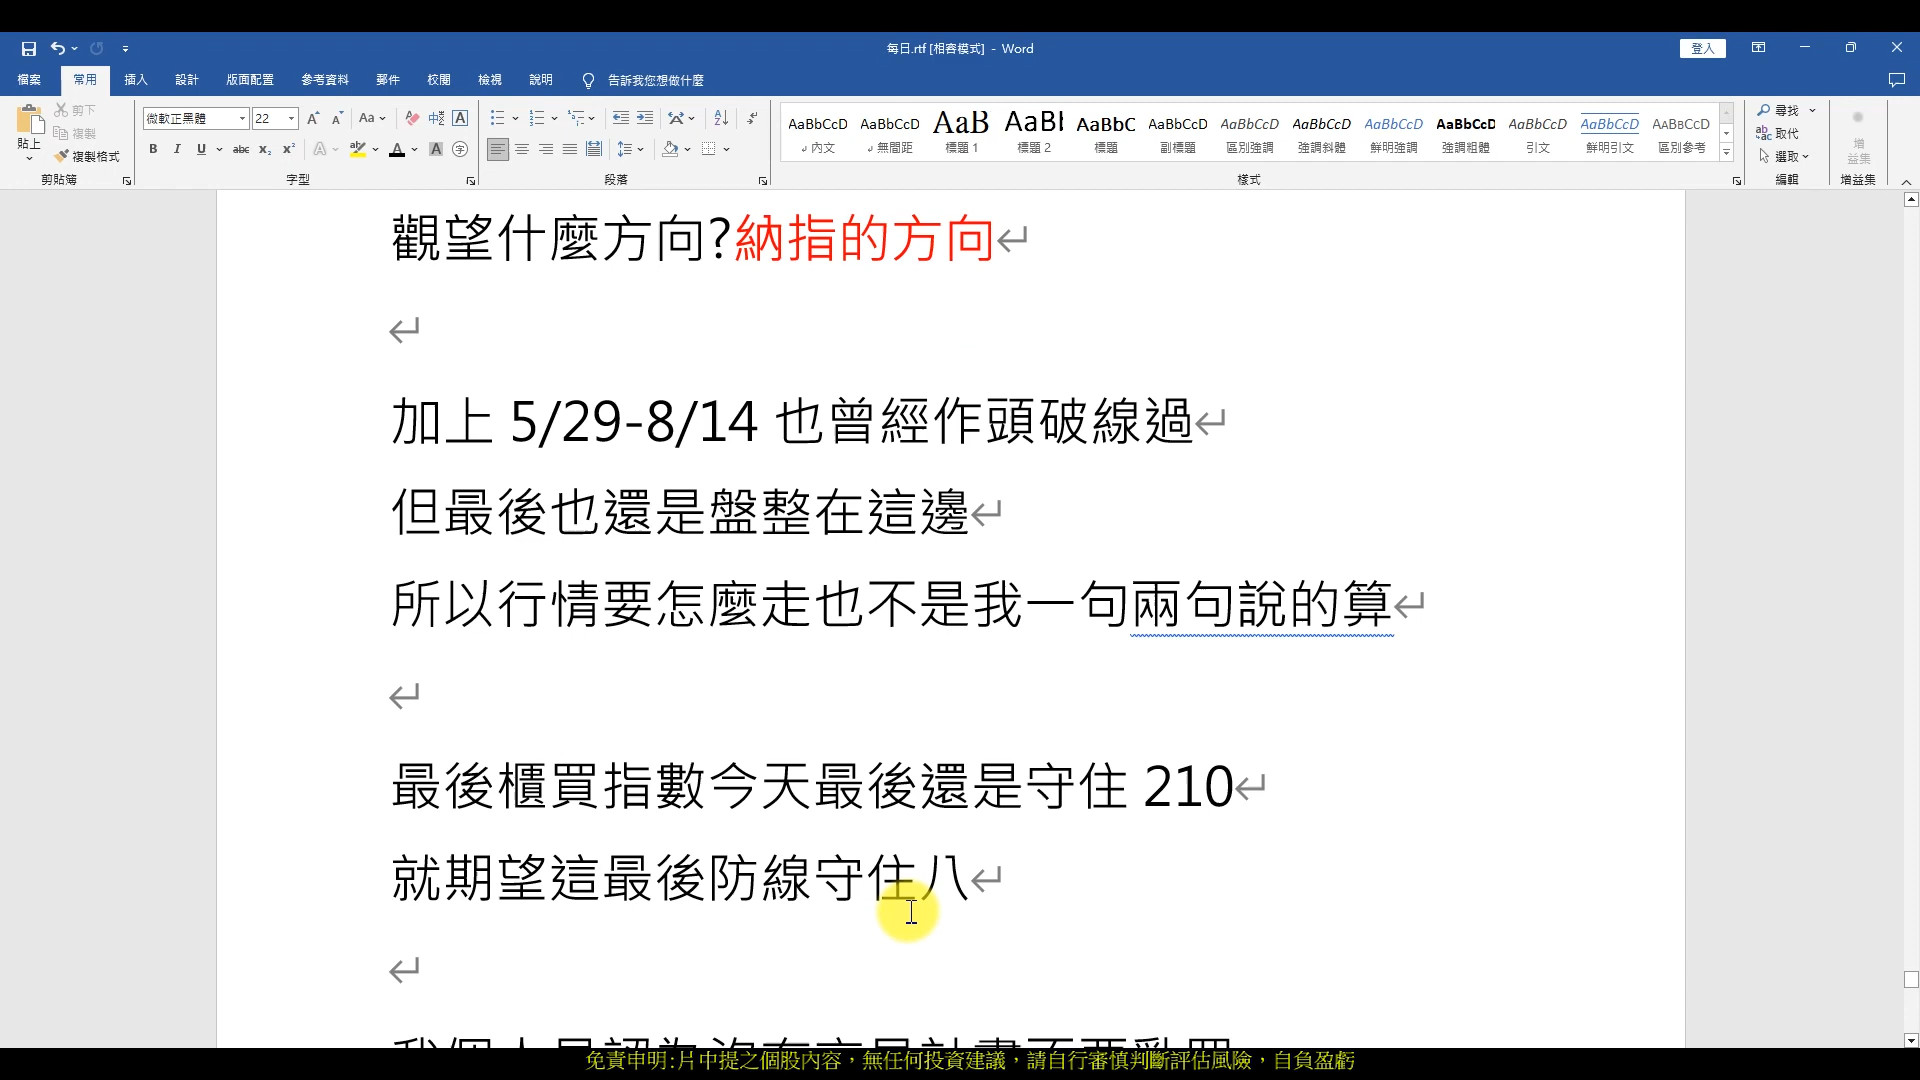 每日.rtf [相容模式] - Word
登入
檔案 常用 插入 設計 版面配置 參考資料 郵件 校閱 檢視 說明 告訴我您想做什麼
貼上 剪下 複製 複製格式 剪貼簿
微軟正黑體 22 字型
段落
AaBbCcD AaBbCcD AaB AaBl AaBbC AaBbCcD AaBbCcD AaBbCcD AaBbCcD AaBbCcD AaBbCcD AaBbCcD AABBCCD
內文 無間距 標題 1 標題 2 標題 副標題 區別強調 強調斜體 鮮明強調 強調粗體 引文 鮮明引文 區別參考
樣式
尋找 取代 選取 編輯
增益集 增益集
觀望什麼方向?納指的方向
加上 5/29-8/14 也曾經作頭破線過
但最後也還是盤整在這邊
所以行情要怎麼走也不是我一句兩句說的算
最後櫃買指數今天最後還是守住 210
就期望這最後防線守住八
免責申明:片中提之個股內容，無任何投資建議，請自行審慎判斷評估風險，自負盈虧